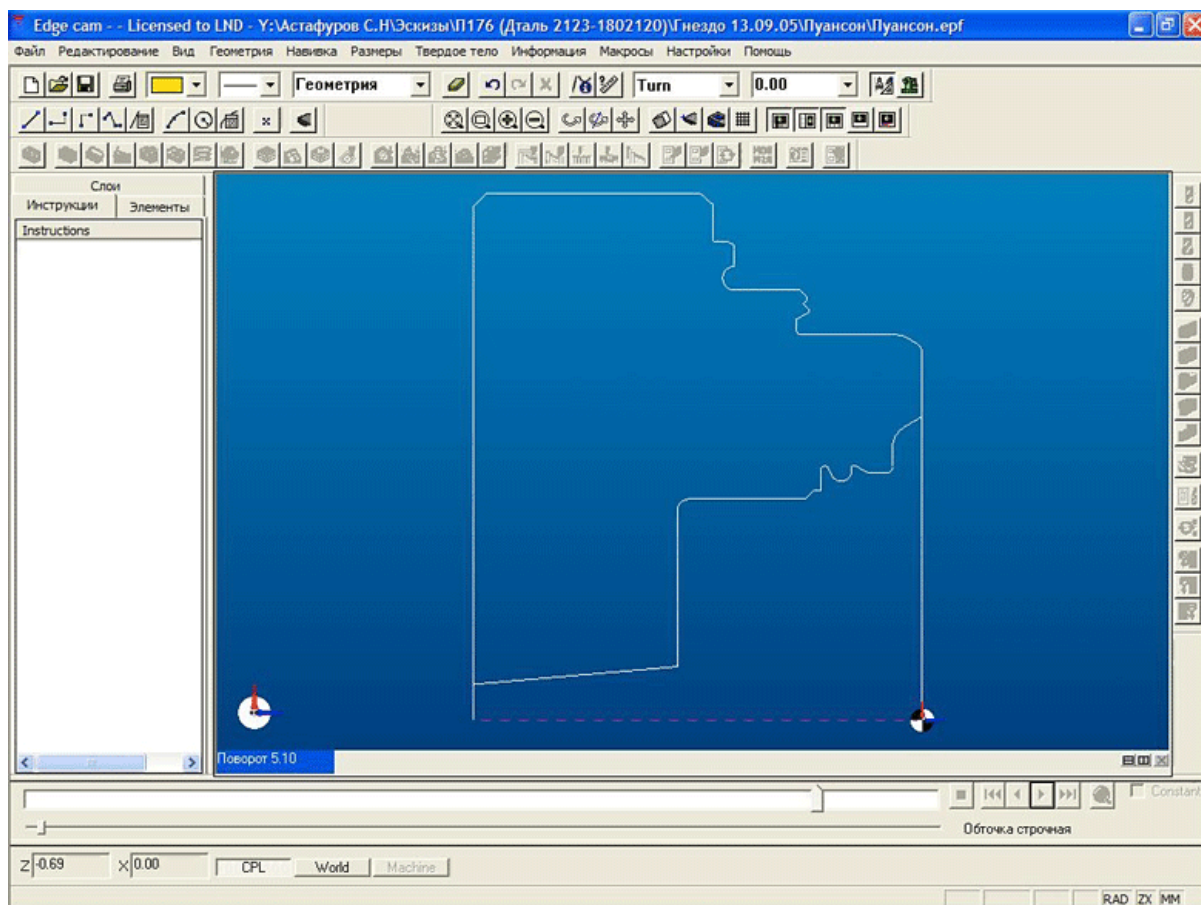 Edge cam - - Licensed to LND - Y:\Астафуров С.Н\Эскизы\П176 (Дталь 2123-1802120)\Гнездо 13.09.05\Пуансон\Пуансон.epf
Файл Редактирование Вид Геометрия Навивка Размеры Твердое тело Информация Макросы Настройки Помощь
Геометрия Turn 0.00
Слои
Инструкции Элементы
Instructions
Поворот 5.10
Constant
Обточка строчная
Z -0.69 X 0.00 CPL World Machine
RAD ZX MM